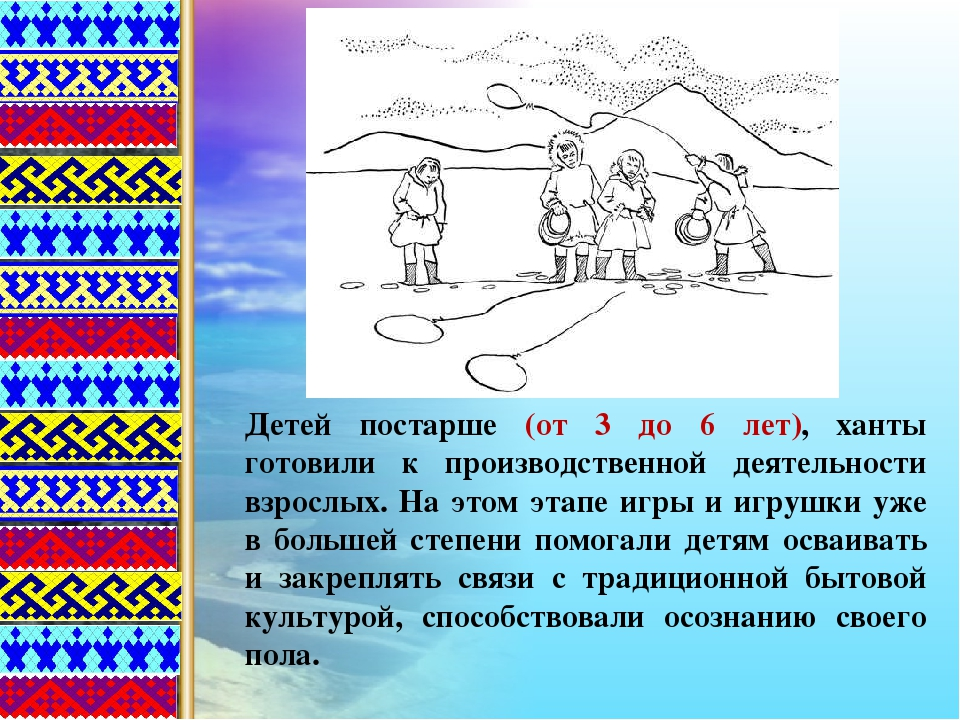 Детей постарше (от 3 до 6 лет), ханты
готовили к производственной деятельности
взрослых. На этом этапе игры и игрушки уже
в большей степени помогали детям осваивать
и закреплять связи с традиционной бытовой
культурой, способствовали осознанию своего
пола.